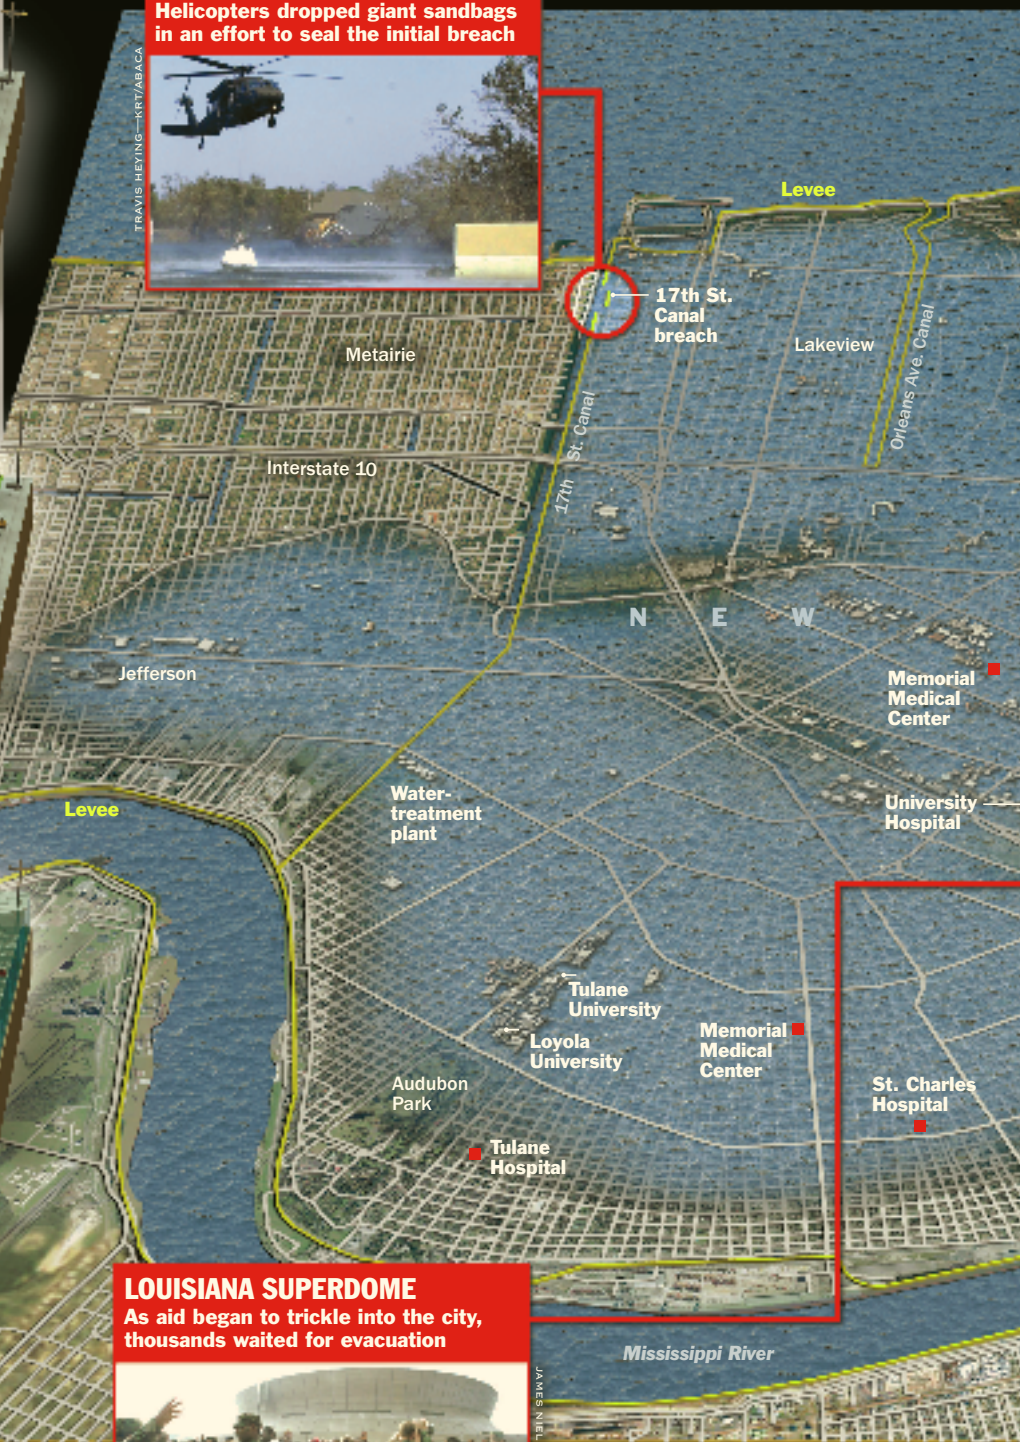 Helicopters dropped giant sandbags
in an effort to seal the initial breach
TRAVIS HEYING—KRT/ABACA
Levee
17th St.
Canal
breach
Lakeview
Metairie
Orleans Ave. Canal
17th St. Canal
Interstate 10
N E W
Jefferson
Memorial
Medical
Center
Levee
Water-
treatment
plant
University
Hospital
Tulane
University
Loyola
University
Memorial
Medical
Center
Audubon
Park
St. Charles
Hospital
Tulane
Hospital
LOUISIANA SUPERDOME
As aid began to trickle into the city,
thousands waited for evacuation
Mississippi River
JAMES NIEL